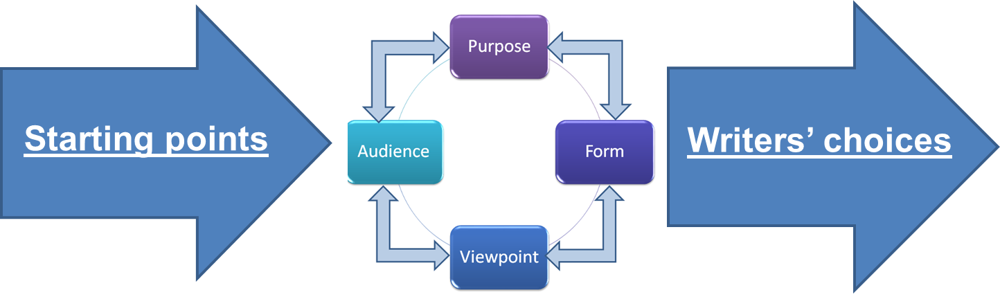 Starting points
Purpose
Audience
Form
Viewpoint
Writers’ choices